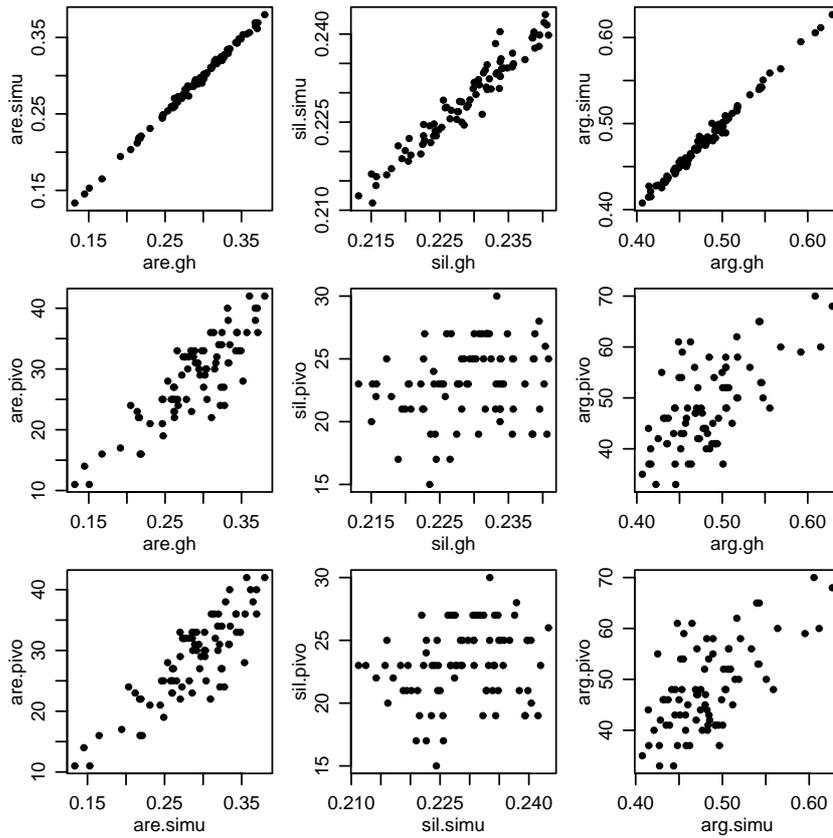 0.15 0.25 0.35
are.simu
0.15 0.25 0.35
are.gh
0.210 0.225 0.240
sil.simu
0.215 0.225 0.235
sil.gh
0.40 0.50 0.60
arg.simu
0.40 0.50 0.60
arg.gh
10 20 30 40
are.pivo
0.15 0.25 0.35
are.gh
15 20 25 30
sil.pivo
0.215 0.225 0.235
sil.gh
40 50 60 70
arg.pivo
0.40 0.50 0.60
arg.gh
10 20 30 40
are.pivo
0.15 0.25 0.35
are.simu
15 20 25 30
sil.pivo
0.210 0.225 0.240
sil.simu
40 50 60 70
arg.pivo
0.40 0.50 0.60
arg.simu